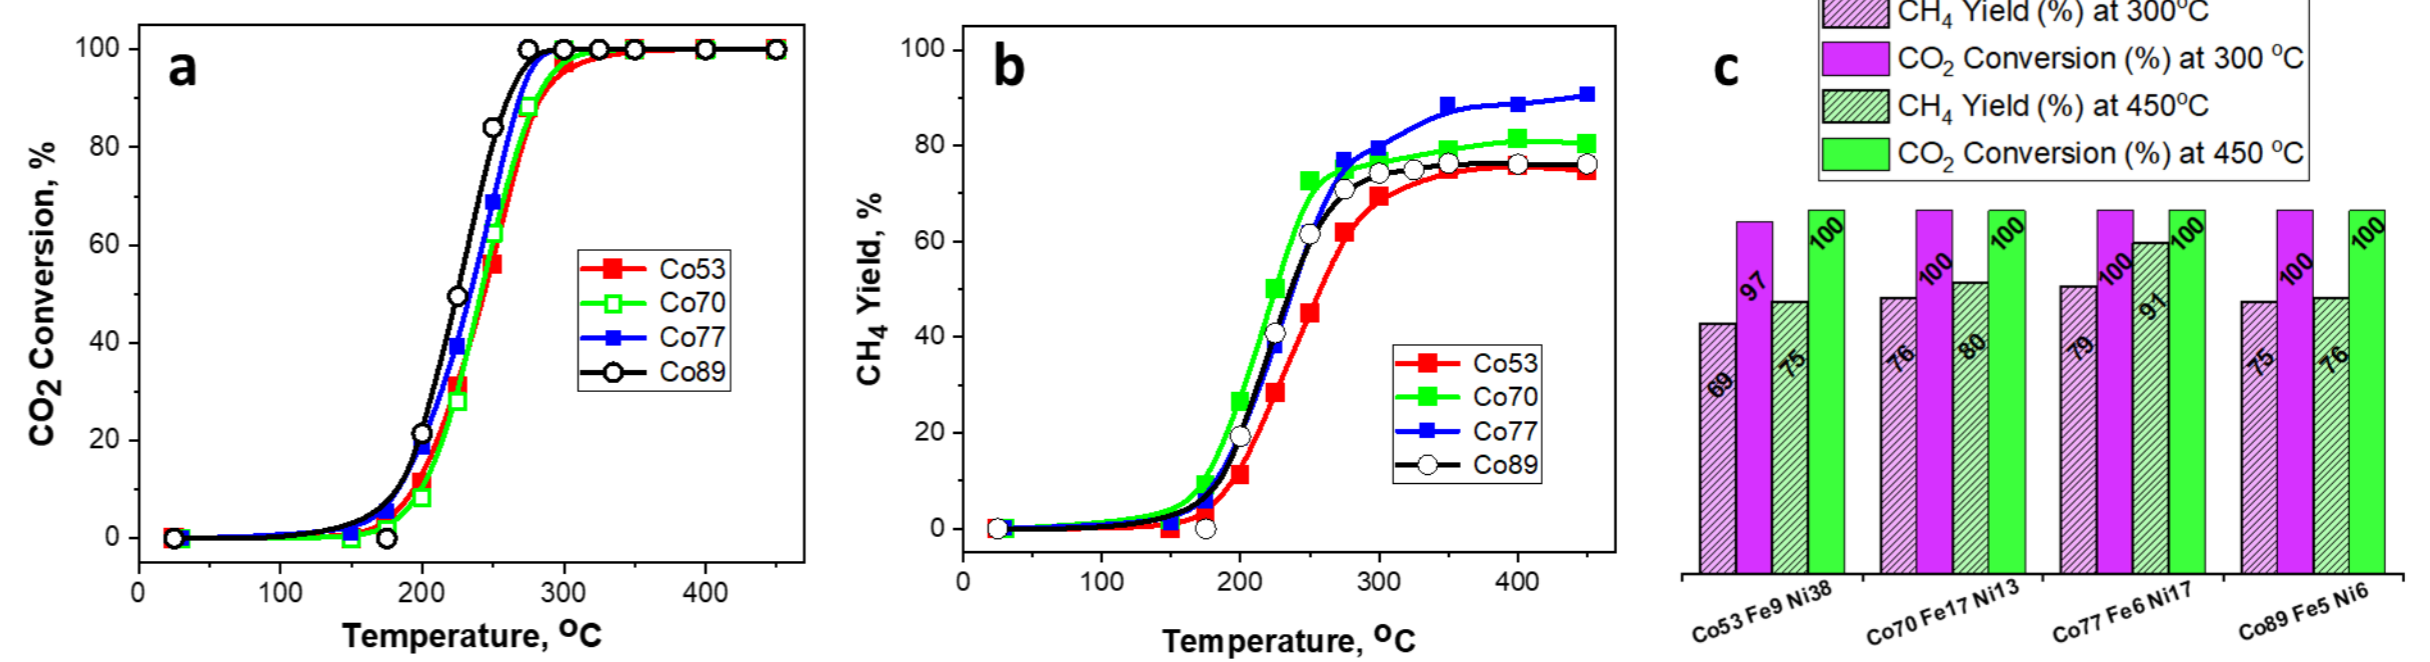 a
100
80
60
40
20
0
CO2 Conversion, %
0 100 200 300 400
Temperature, oC
Co53
Co70
Co77
Co89
b
100
80
60
40
20
0
CH4 Yield, %
0 100 200 300 400
Temperature, oC
Co53
Co70
Co77
Co89
c
CH4 Yield (%) at 300oC
CO2 Conversion (%) at 300 oC
CH4 Yield (%) at 450oC
CO2 Conversion (%) at 450 oC
69 97 75 100
76 100 80 100
79 100 91 100
75 100 76 100
Co53 Fe9 Ni38
Co70 Fe17 Ni13
Co77 Fe6 Ni17
Co89 Fe5 Ni6